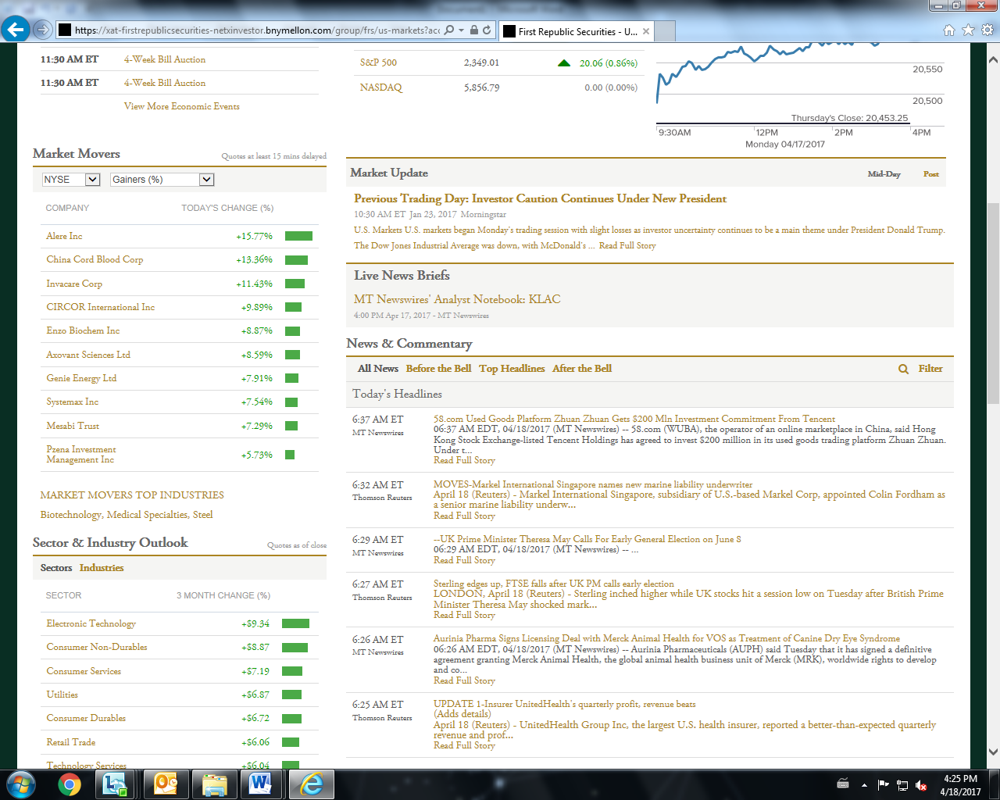 https://xat-firstrepublicsecurities-netxinvestor.bnymellon.com/group/frs/us-markets?acc
First Republic Securities - U...
11:30 AM ET 4-Week Bill Auction
11:30 AM ET 4-Week Bill Auction
View More Economic Events
S&P 500 2,349.01 20.06 (0.86%)
NASDAQ 5,856.79 0.00 (0.00%)
20,550
20,500
Thursday's Close: 20,453.25
9:30AM 12PM 2PM 4PM
Monday 04/17/2017
Market Movers Quotes at least 15 mins delayed
NYSE Gainers (%)
COMPANY TODAY'S CHANGE (%)
Alere Inc +15.77%
China Cord Blood Corp +13.36%
Invacare Corp +11.43%
CIRCOR International Inc +9.89%
Enzo Biochem Inc +8.87%
Axovant Sciences Ltd +8.59%
Genie Energy Ltd +7.91%
Systemax Inc +7.54%
Mesabi Trust +7.29%
Pzena Investment
Management Inc +5.73%
MARKET MOVERS TOP INDUSTRIES
Biotechnology, Medical Specialties, Steel
Sector & Industry Outlook Quotes as of close
Sectors Industries
SECTOR 3 MONTH CHANGE (%)
Electronic Technology +$9.34
Consumer Non-Durables +$8.87
Consumer Services +$7.19
Utilities +$6.87
Consumer Durables +$6.72
Retail Trade +$6.06
Technology Services +$6.04
Market Update Mid-Day Post
Previous Trading Day: Investor Caution Continues Under New President
10:30 AM ET Jan 23, 2017 Morningstar
U.S. Markets U.S. markets began Monday's trading session with slight losses as investor uncertainty continues to be a main theme under President Donald Trump.
The Dow Jones Industrial Average was down, with McDonald's ... Read Full Story
Live News Briefs
MT Newswires' Analyst Notebook: KLAC
4:00 PM Apr 17, 2017 - MT Newswires
News & Commentary
All News Before the Bell Top Headlines After the Bell Filter
Today's Headlines
6:37 AM ET
MT Newswires
58.com Used Goods Platform Zhuan Zhuan Gets $200 Mln Investment Commitment From Tencent
06:37 AM EDT, 04/18/2017 (MT Newswires) -- 58.com (WUBA), the operator of an online marketplace in China, said Hong
Kong Stock Exchange-listed Tencent Holdings has agreed to invest $200 million in its used goods trading platform Zhuan Zhuan.
Under t...
Read Full Story
6:32 AM ET
Thomson Reuters
MOVES-Markel International Singapore names new marine liability underwriter
April 18 (Reuters) - Markel International Singapore, subsidiary of U.S.-based Markel Corp, appointed Colin Fordham as
a senior marine liability underw...
Read Full Story
6:29 AM ET
MT Newswires
--UK Prime Minister Theresa May Calls For Early General Election on June 8
06:29 AM EDT, 04/18/2017 (MT Newswires) -- ...
Read Full Story
6:27 AM ET
Thomson Reuters
Sterling edges up, FTSE falls after UK PM calls early election
LONDON, April 18 (Reuters) - Sterling inched higher while UK stocks hit a session low on Tuesday after British Prime
Minister Theresa May shocked mark...
Read Full Story
6:26 AM ET
MT Newswires
Aurinia Pharma Signs Licensing Deal with Merck Animal Health for VOS as Treatment of Canine Dry Eye Syndrome
06:26 AM EDT, 04/18/2017 (MT Newswires) -- Aurinia Pharmaceuticals (AUPH) said Tuesday that it has signed a definitive
agreement granting Merck Animal Health, the global animal health business unit of Merck (MRK), worldwide rights to develop
and co...
Read Full Story
6:25 AM ET
Thomson Reuters
UPDATE 1-Insurer UnitedHealth's quarterly profit, revenue beats
(Adds details)
April 18 (Reuters) - UnitedHealth Group Inc, the largest U.S. health insurer, reported a better-than-expected quarterly
revenue and prof...
Read Full Story
4:25 PM
4/18/2017